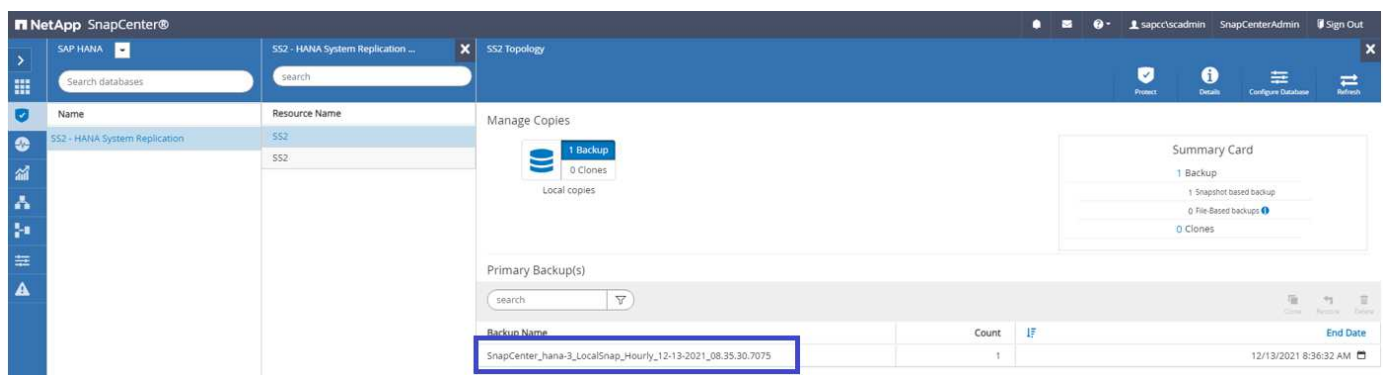 NetApp SnapCenter®
sapcc\scadmin SnapCenterAdmin Sign Out
SAP HANA
SS2 - HANA System Replication ...
SS2 Topology
Search databases
search
Protect
Details
Configure Database
Refresh
Name
Resource Name
SS2 - HANA System Replication
SS2
SS2
Manage Copies
1 Backup
0 Clones
Local copies
Summary Card
1 Backup
1 Snapshot based backup
0 File-Based backups
0 Clones
Primary Backup(s)
search
Clone
Restore
Delete
Backup Name Count End Date
SnapCenter_hana-3_LocalSnap_Hourly_12-13-2021_08.35.30.7075 1 12/13/2021 8:36:32 AM